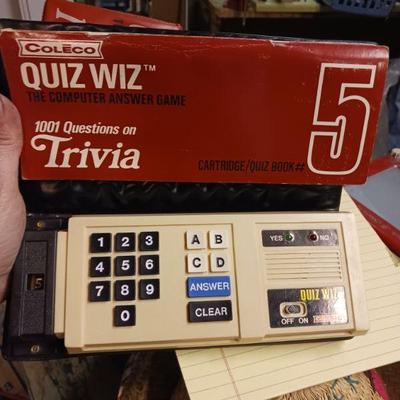 COLECO
QUIZ WIZ™
THE COMPUTER ANSWER GAME
1001 Questions on
Trivia
CARTRIDGE/QUIZ BOOK#
5
1 2 3
4 5 6
7 8 9
0
A B
C D
ANSWER
CLEAR
YES NO
QUIZ WIZ
OFF ON
5